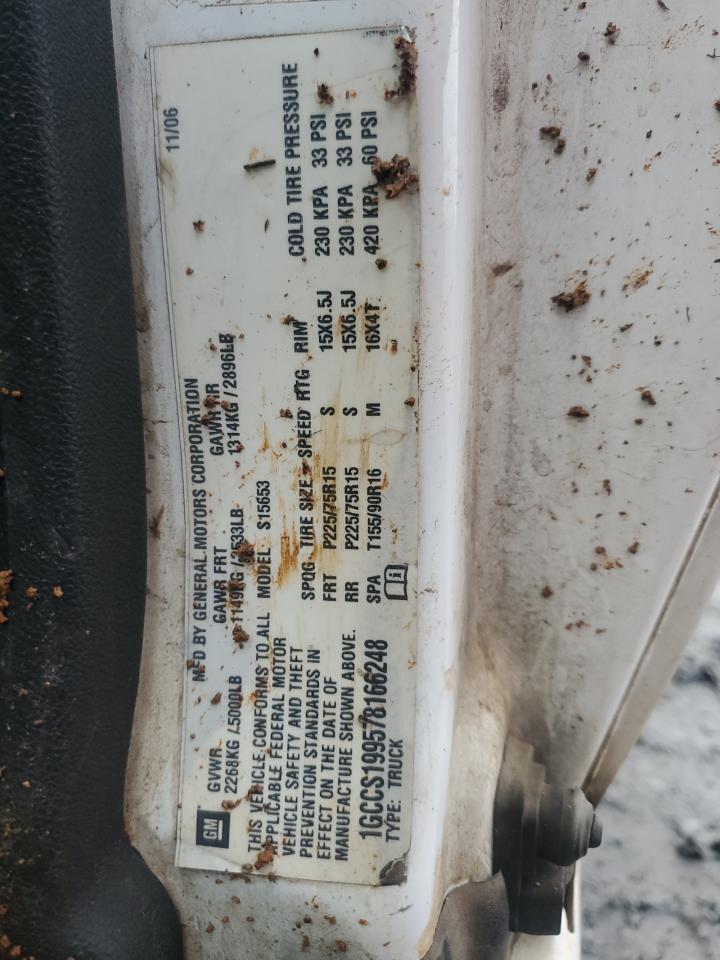 MFD BY GENERAL MOTORS CORPORATION 11/06
GM
GVWR GAWR FRT GAWR RR
2268KG /5000LB 1149KG /2533LB 1314KG /2896LB
THIS VEHICLE CONFORMS TO ALL MODEL S15653
APPLICABLE FEDERAL MOTOR
VEHICLE SAFETY AND THEFT
PREVENTION STANDARDS IN
EFFECT ON THE DATE OF
MANUFACTURE SHOWN ABOVE.
1GCCS199578166248
TYPE: TRUCK
SPQG TIRE SIZE SPEED RTG RIM COLD TIRE PRESSURE
FRT P225/75R15 S 15X6.5J 230 KPA 33 PSI
RR P225/75R15 S 15X6.5J 230 KPA 33 PSI
SPA T155/90R16 M 16X4T 420 KPA 60 PSI